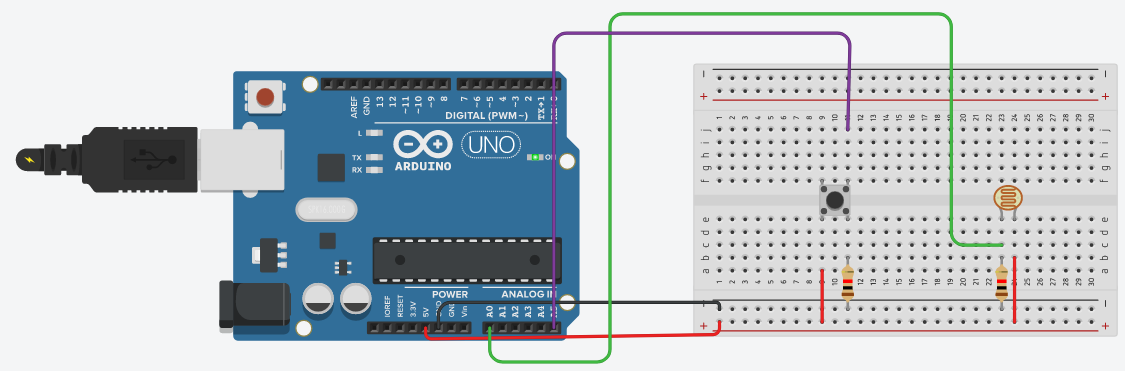 AREF
GND
13
12
~11
~10
~9
8
7
~6
~5
4
~3
2
TX→1
DIGITAL (PWM~)
L
TX
RX
UNO
ARDUINO
ON
POWER
ANALOG IN
IOREF
RESET
3.3V
5V
GND
Vin
A0
A1
A2
A3
A4
− −
+ +
1 2 3 4 5 6 7 8 9 10 11 12 13 14 15 16 17 18 19 20 21 22 23 24 25 26 27 28 29 30
j j
i i
h h
g g
f f
e e
d d
c c
b b
a a
1 2 3 4 5 6 7 8 9 10 11 12 13 14 15 16 17 18 19 20 21 22 23 24 25 26 27 28 29 30
− −
+ +